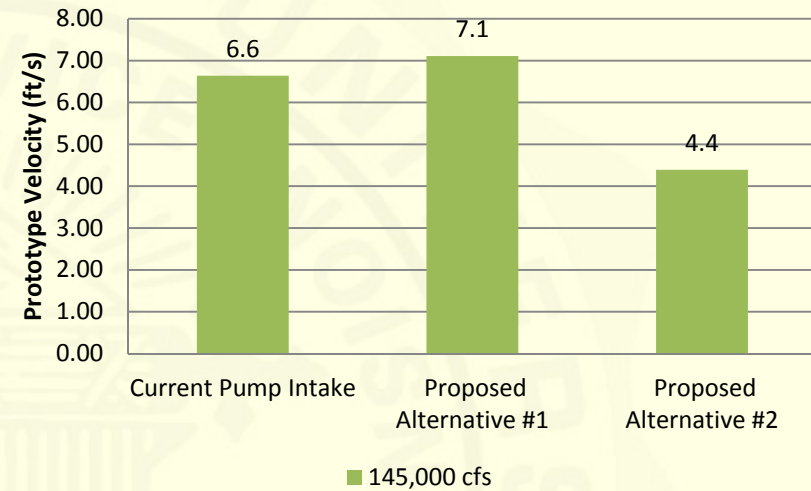 8.00
7.00
6.00
5.00
4.00
3.00
2.00
1.00
0.00
Prototype Velocity (ft/s)
6.6
7.1
4.4
Current Pump Intake
Proposed
Alternative #1
Proposed
Alternative #2
145,000 cfs